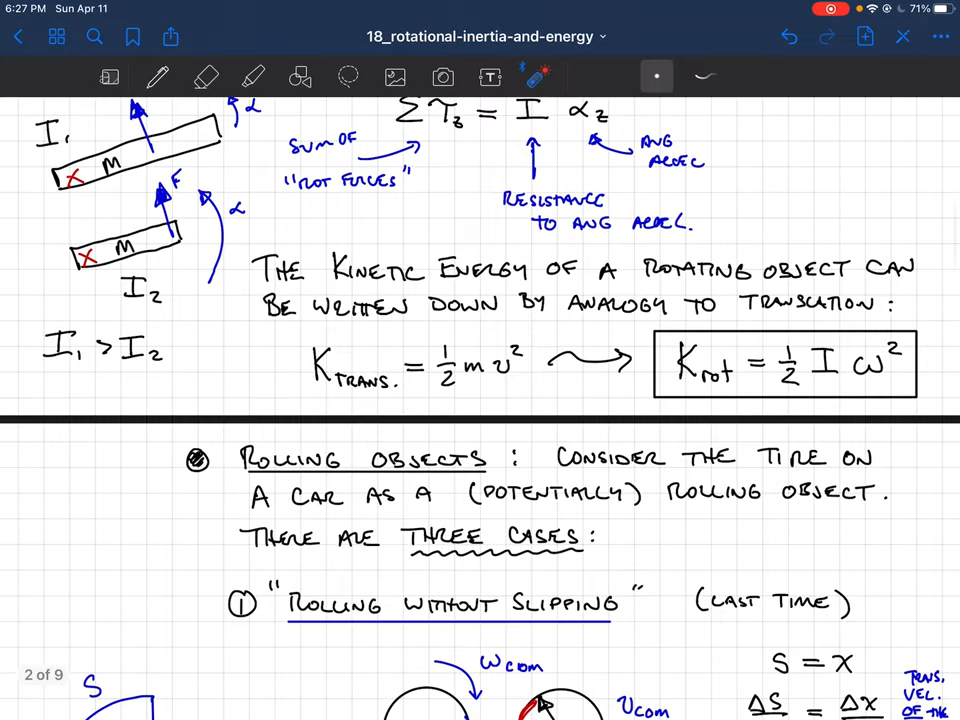 6:27 PM Sun Apr 11
71%
18_rotational-inertia-and-energy
T
α
Σ τz = I αz
I1
M
X
SUM OF
"ROT FORCES"
ANG
ACCEL
RESISTANCE
TO ANG ACCEL.
F
α
X M
I2
I1 > I2
THE KINETIC ENERGY OF A ROTATING OBJECT CAN
BE WRITTEN DOWN BY ANALOGY TO TRANSLATION :
K TRANS. = 1/2 m v² → Krot = 1/2 I ω²
ROLLING OBJECTS : CONSIDER THE TIRE ON
A CAR AS A (POTENTIALLY) ROLLING OBJECT.
THERE ARE THREE CASES :
① "ROLLING WITHOUT SLIPPING" (LAST TIME)
2 of 9
S
ωcom
υcom
S = X
ΔS = ΔX
TRANS.
VEL.
OF THE